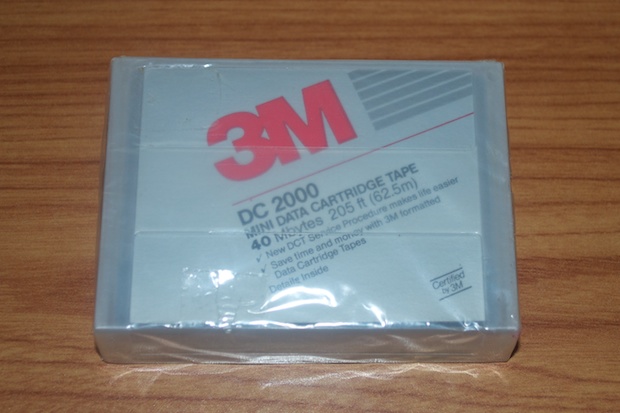 3M
DC 2000
MINI DATA CARTRIDGE TAPE
40 Mbytes 205 ft (62.5m)
✓ New DCT Service Procedure makes life easier
✓ Save time and money with 3M formatted
Data Cartridge Tapes
Details Inside
Certified
by 3M